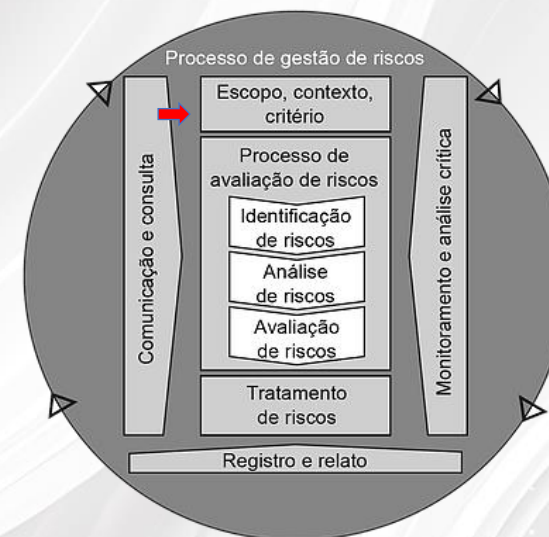 Processo de gestão de riscos
Escopo, contexto,
critério
Comunicação e consulta
Processo de
avaliação de riscos
Identificação
de riscos
Análise
de riscos
Avaliação
de riscos
Tratamento
de riscos
Monitoramento e análise crítica
Registro e relato